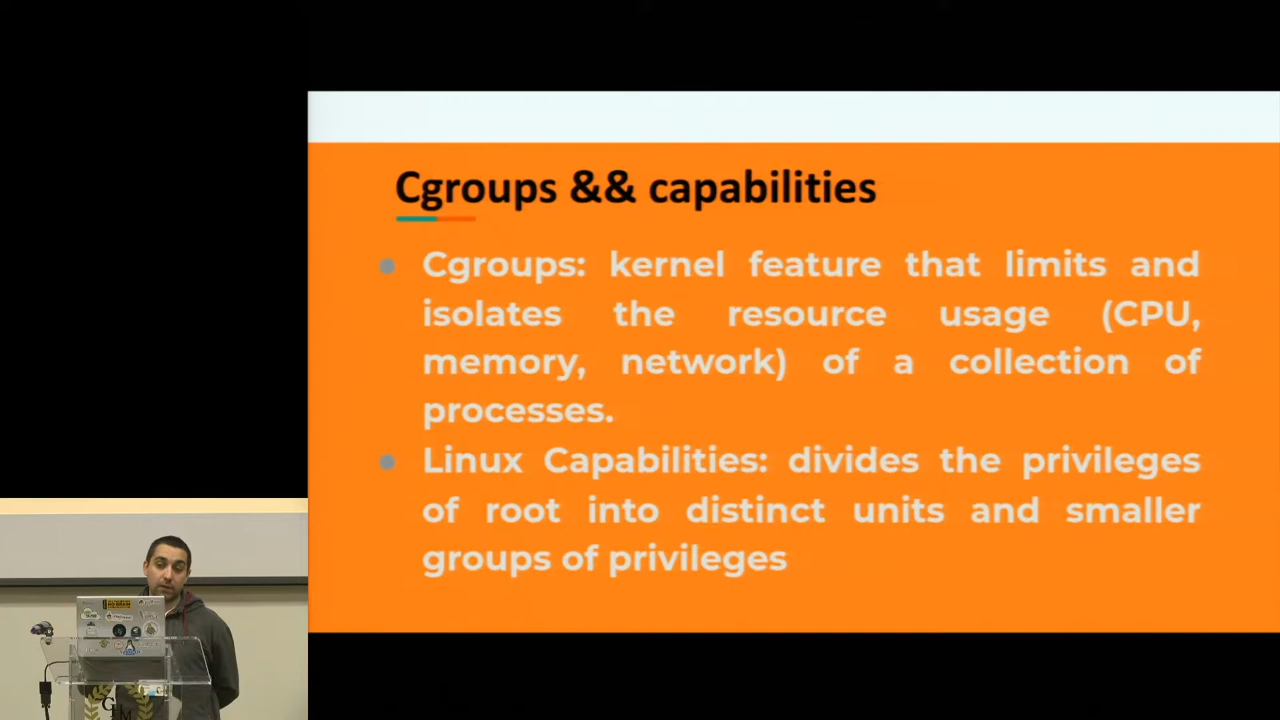 Cgroups && capabilities
Cgroups: kernel feature that limits and
isolates the resource usage (CPU,
memory, network) of a collection of
processes.
Linux Capabilities: divides the privileges
of root into distinct units and smaller
groups of privileges